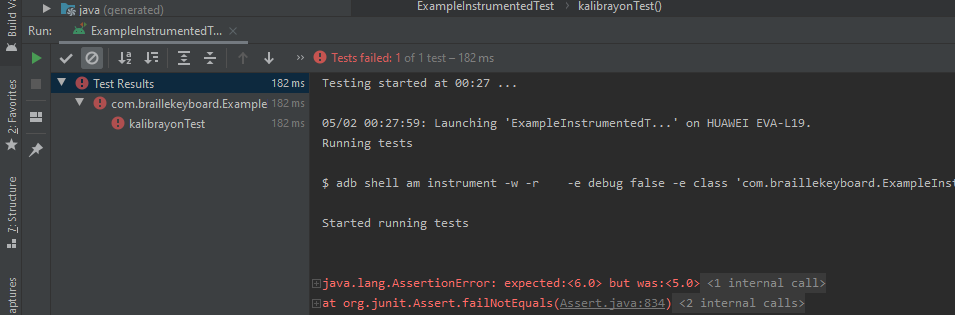 java (generated)
ExampleInstrumentedTest > kalibrayonTest()
Run: ExampleInstrumentedT... ×
Tests failed: 1 of 1 test – 182 ms
Test Results 182 ms
com.braillekeyboard.Example 182 ms
kalibrayonTest 182 ms
Testing started at 00:27 ...
05/02 00:27:59: Launching 'ExampleInstrumentedT...' on HUAWEI EVA-L19.
Running tests
$ adb shell am instrument -w -r    -e debug false -e class 'com.braillekeyboard.ExampleInst
Started running tests
java.lang.AssertionError: expected:<6.0> but was:<5.0> <1 internal call>
at org.junit.Assert.failNotEquals(Assert.java:834) <2 internal calls>
Build Va
2: Favorites
7: Structure
aptures